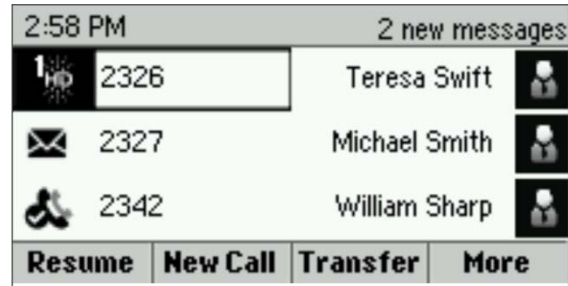 2:58 PM 2 new messages
1 HD 2326 Teresa Swift
2327 Michael Smith
2342 William Sharp
Resume New Call Transfer More